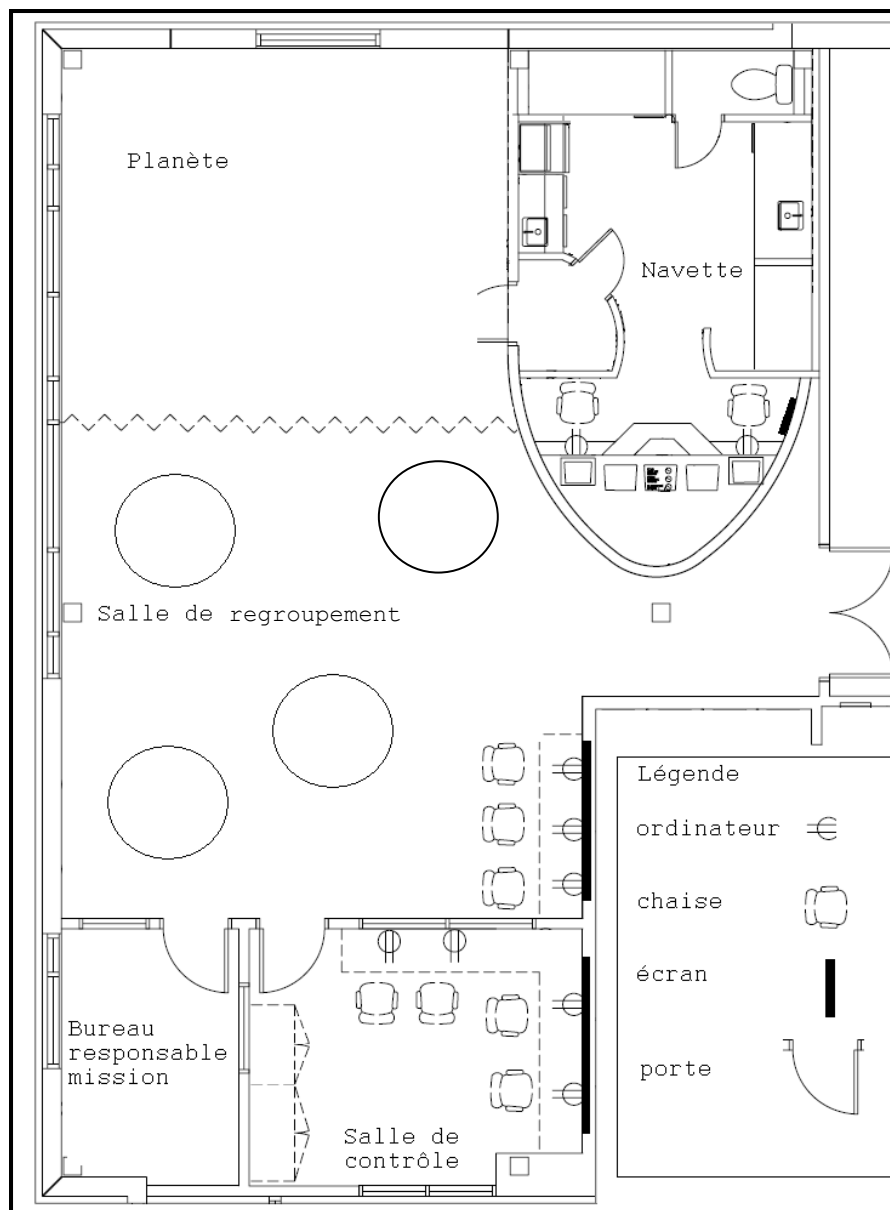 Planète
Navette
Salle de regroupement
Légende
ordinateur
chaise
écran
porte
Bureau
responsable
mission
Salle de
contrôle